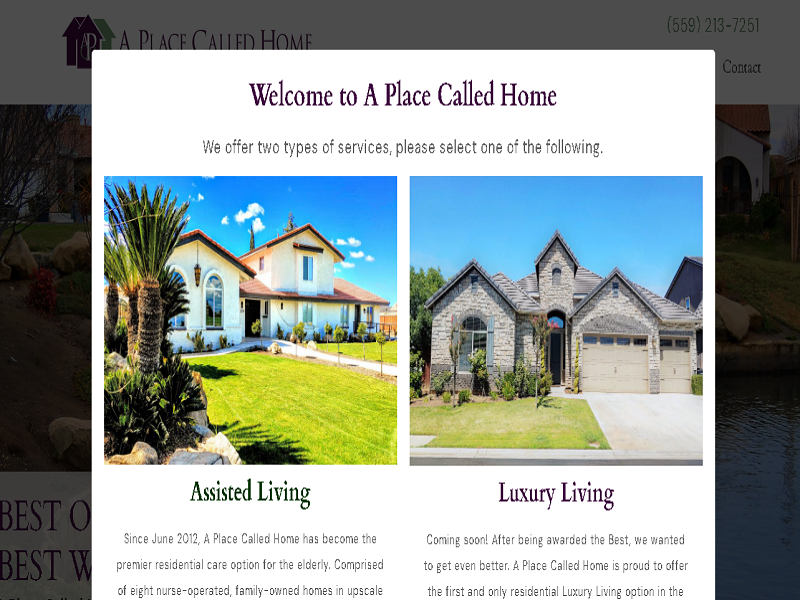 (559) 213-7251
AP
A PLACE CALLED HOME
Contact
Welcome to A Place Called Home
We offer two types of services, please select one of the following.
Assisted Living
Since June 2012, A Place Called Home has become the
premier residential care option for the elderly. Comprised
of eight nurse-operated, family-owned homes in upscale
Luxury Living
Coming soon! After being awarded the Best, we wanted
to get even better. A Place Called Home is proud to offer
the first and only residential Luxury Living option in the
BEST O
BEST W